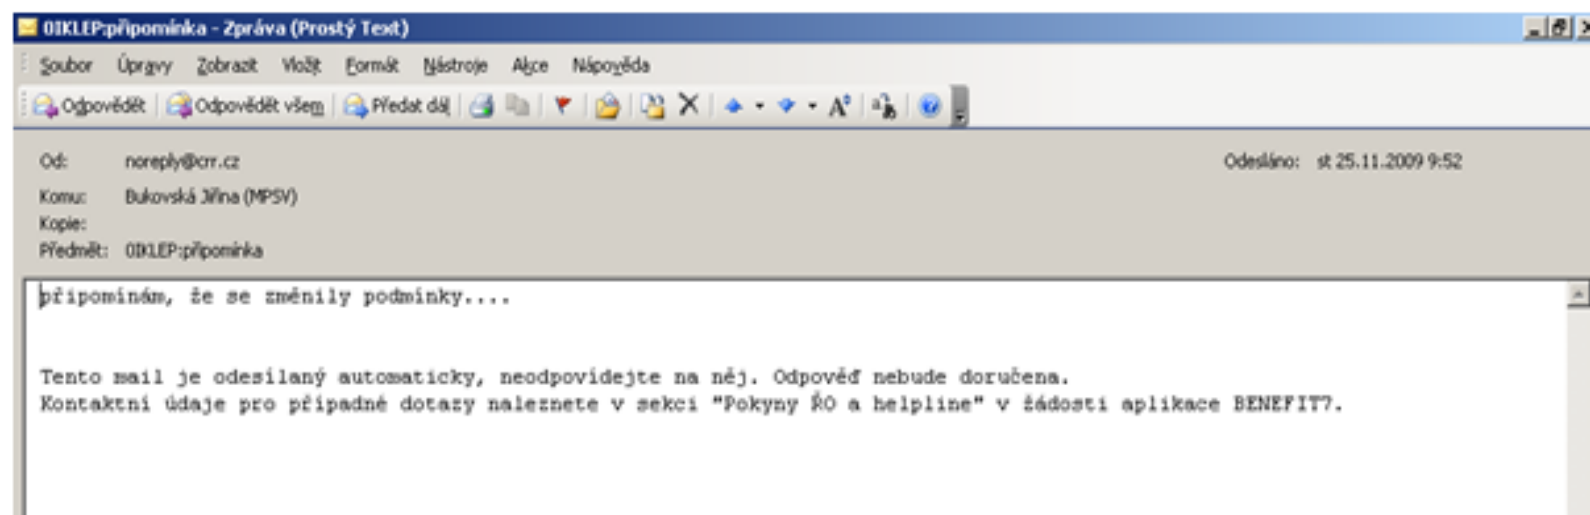 0IKLEP:připomínka - Zpráva (Prostý Text)
Soubor Úpravy Zobrazit Vložit Formát Nástroje Akce Nápověda
Odpovědět Odpovědět všem Předat dál
Od: noreply@crr.cz Odesláno: st 25.11.2009 9:52
Komu: Bukovská Jiřina (MPSV)
Kopie:
Předmět: 0IKLEP:připomínka
připomínám, že se změnily podmínky....
Tento mail je odesílaný automaticky, neodpovídejte na něj. Odpověď nebude doručena.
Kontaktní údaje pro případné dotazy naleznete v sekci "Pokyny ŘO a helpline" v žádosti aplikace BENEFIT7.